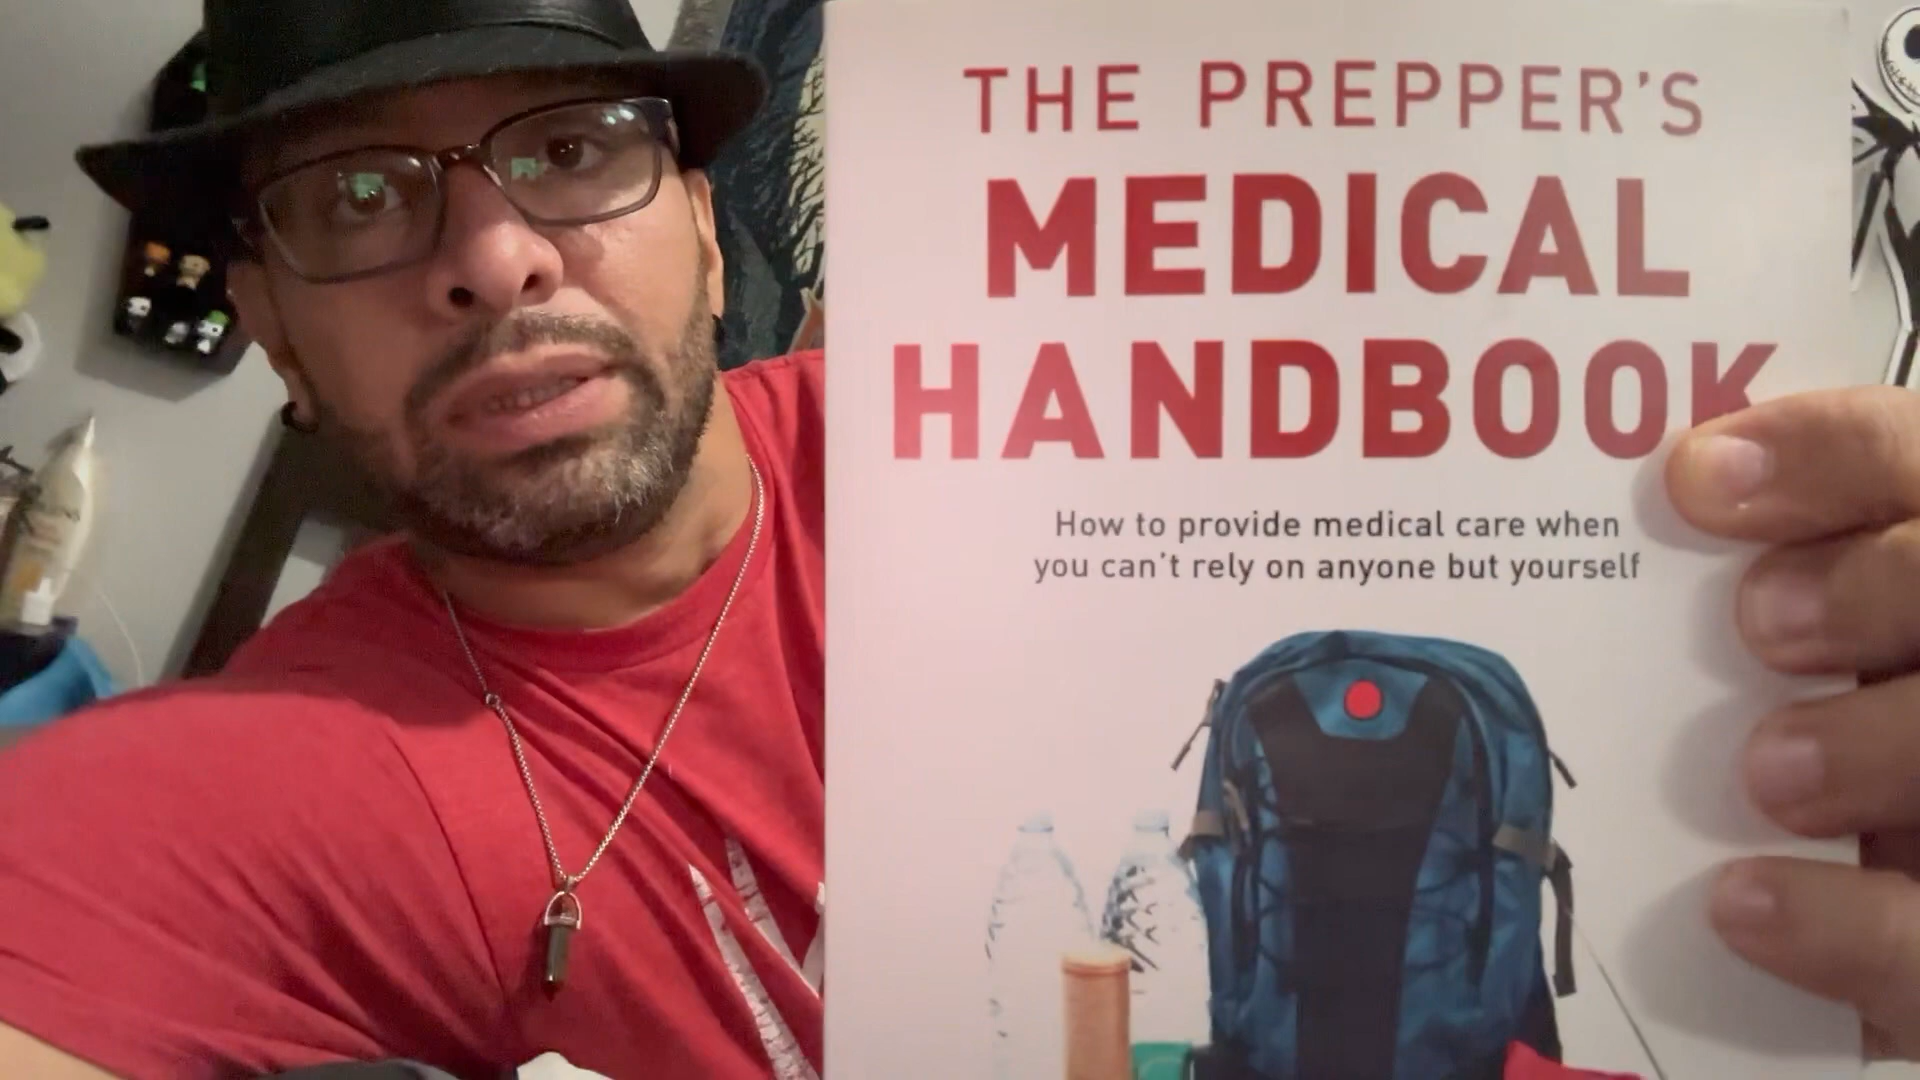 THE PREPPER'S
MEDICAL
HANDBOOK
How to provide medical care when
you can't rely on anyone but yourself